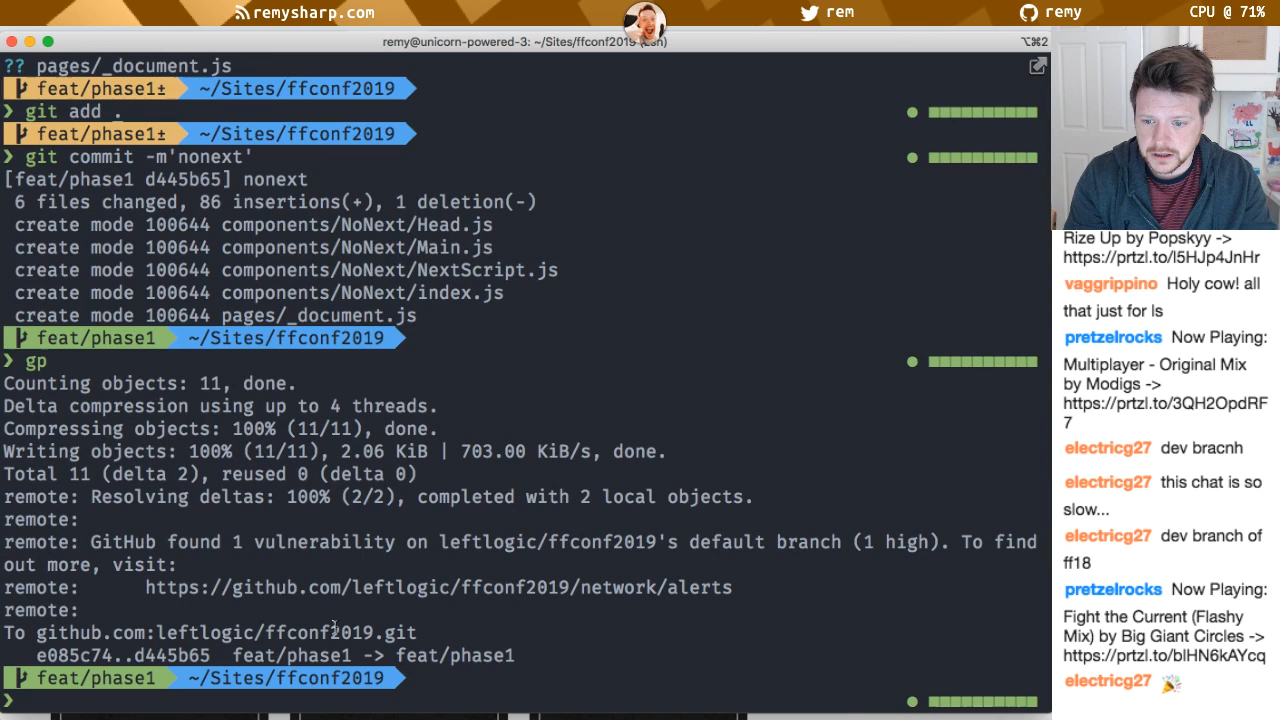 remysharp.com
rem
remy
CPU @ 71%
remy@unicorn-powered-3: ~/Sites/ffconf2019 (zsh)
⌥⌘2
?? pages/_document.js
feat/phase1± ~/Sites/ffconf2019
❯ git add .
feat/phase1± ~/Sites/ffconf2019
❯ git commit -m'nonext'
[feat/phase1 d445b65] nonext
6 files changed, 86 insertions(+), 1 deletion(-)
create mode 100644 components/NoNext/Head.js
create mode 100644 components/NoNext/Main.js
create mode 100644 components/NoNext/NextScript.js
create mode 100644 components/NoNext/index.js
create mode 100644 pages/_document.js
feat/phase1 ~/Sites/ffconf2019
❯ gp
Counting objects: 11, done.
Delta compression using up to 4 threads.
Compressing objects: 100% (11/11), done.
Writing objects: 100% (11/11), 2.06 KiB | 703.00 KiB/s, done.
Total 11 (delta 2), reused 0 (delta 0)
remote: Resolving deltas: 100% (2/2), completed with 2 local objects.
remote:
remote: GitHub found 1 vulnerability on leftlogic/ffconf2019's default branch (1 high). To find
out more, visit:
remote: https://github.com/leftlogic/ffconf2019/network/alerts
remote:
To github.com:leftlogic/ffconf2019.git
e085c74..d445b65 feat/phase1 -> feat/phase1
feat/phase1 ~/Sites/ffconf2019
❯
Rize Up by Popskyy ->
https://prtzl.to/l5HJp4JnHr
vaggrippino Holy cow! all
that just for ls
pretzelrocks Now Playing:
Multiplayer - Original Mix
by Modigs ->
https://prtzl.to/3QH2OpdRF
7
electricg27 dev bracnh
electricg27 this chat is so
slow...
electricg27 dev branch of
ff18
pretzelrocks Now Playing:
Fight the Current (Flashy
Mix) by Big Giant Circles ->
https://prtzl.to/blHN6kAYcq
electricg27 🎉